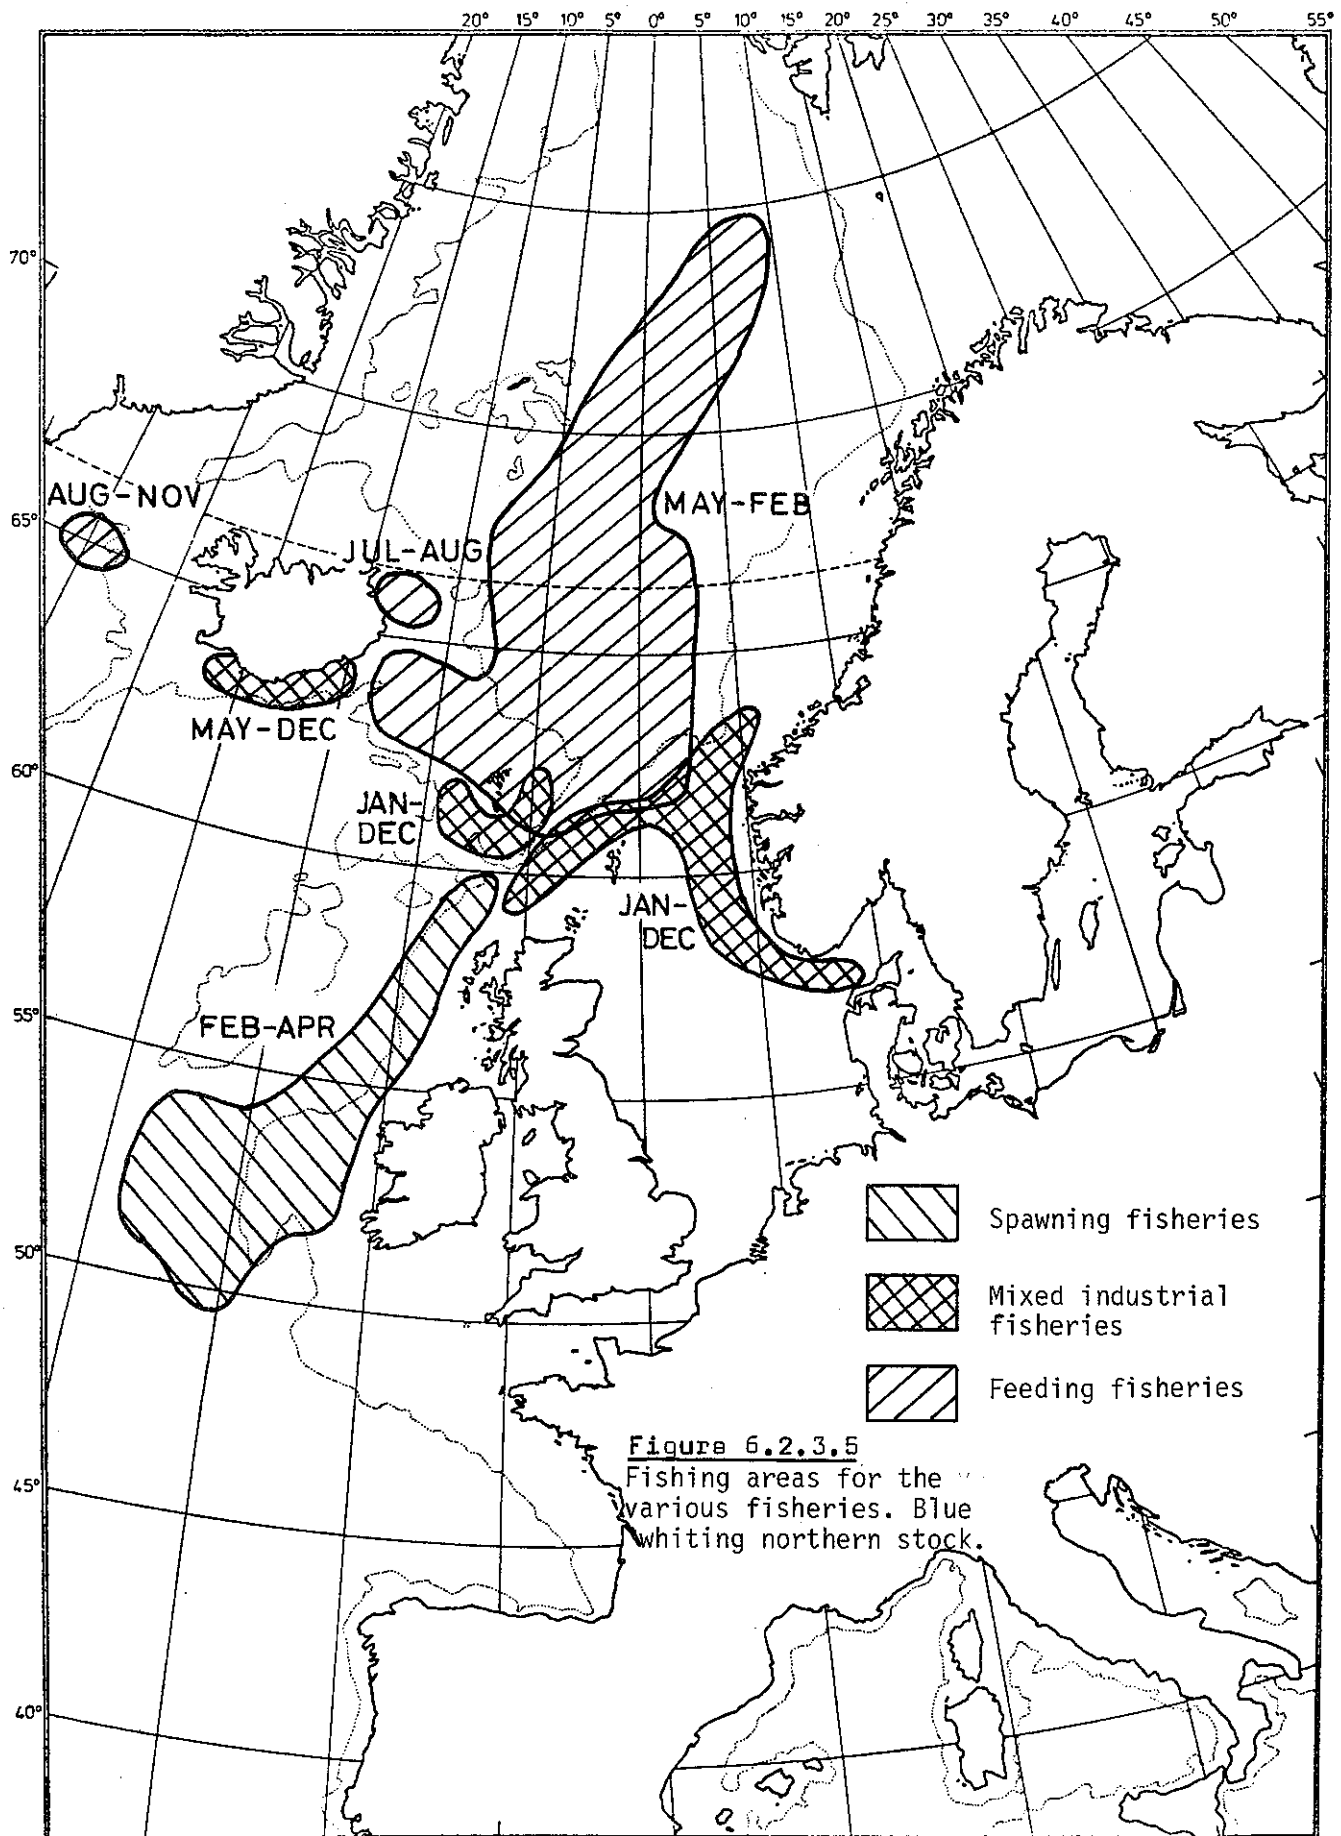 20° 15° 10° 5° 0° 5° 10° 15° 20° 25° 30° 35° 40° 45° 50° 55°
70°
65°
60°
55°
50°
45°
40°
AUG-NOV
JUL-AUG
MAY-FEB
MAY-DEC
JAN-
DEC
JAN-
DEC
FEB-APR
Spawning fisheries
Mixed industrial
fisheries
Feeding fisheries
Figure 6.2.3.5
Fishing areas for the
various fisheries. Blue
whiting northern stock.